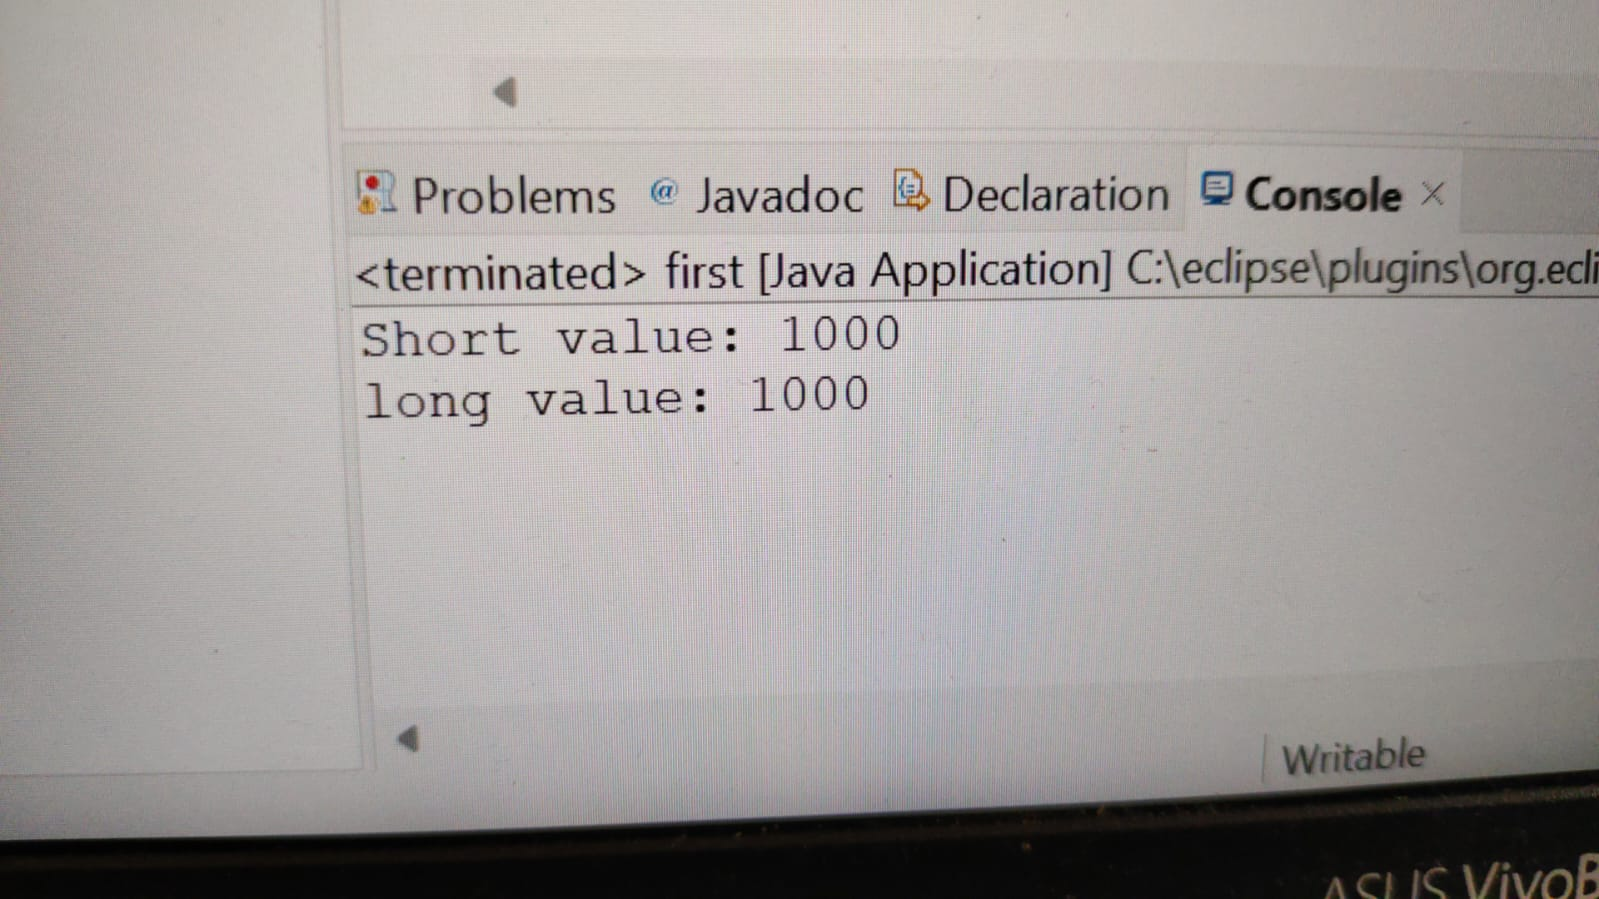 Problems @ Javadoc Declaration Console
<terminated> first [Java Application] C:\eclipse\plugins\org.ecli
Short value: 1000
long value: 1000
Writable
ASUS VivoB